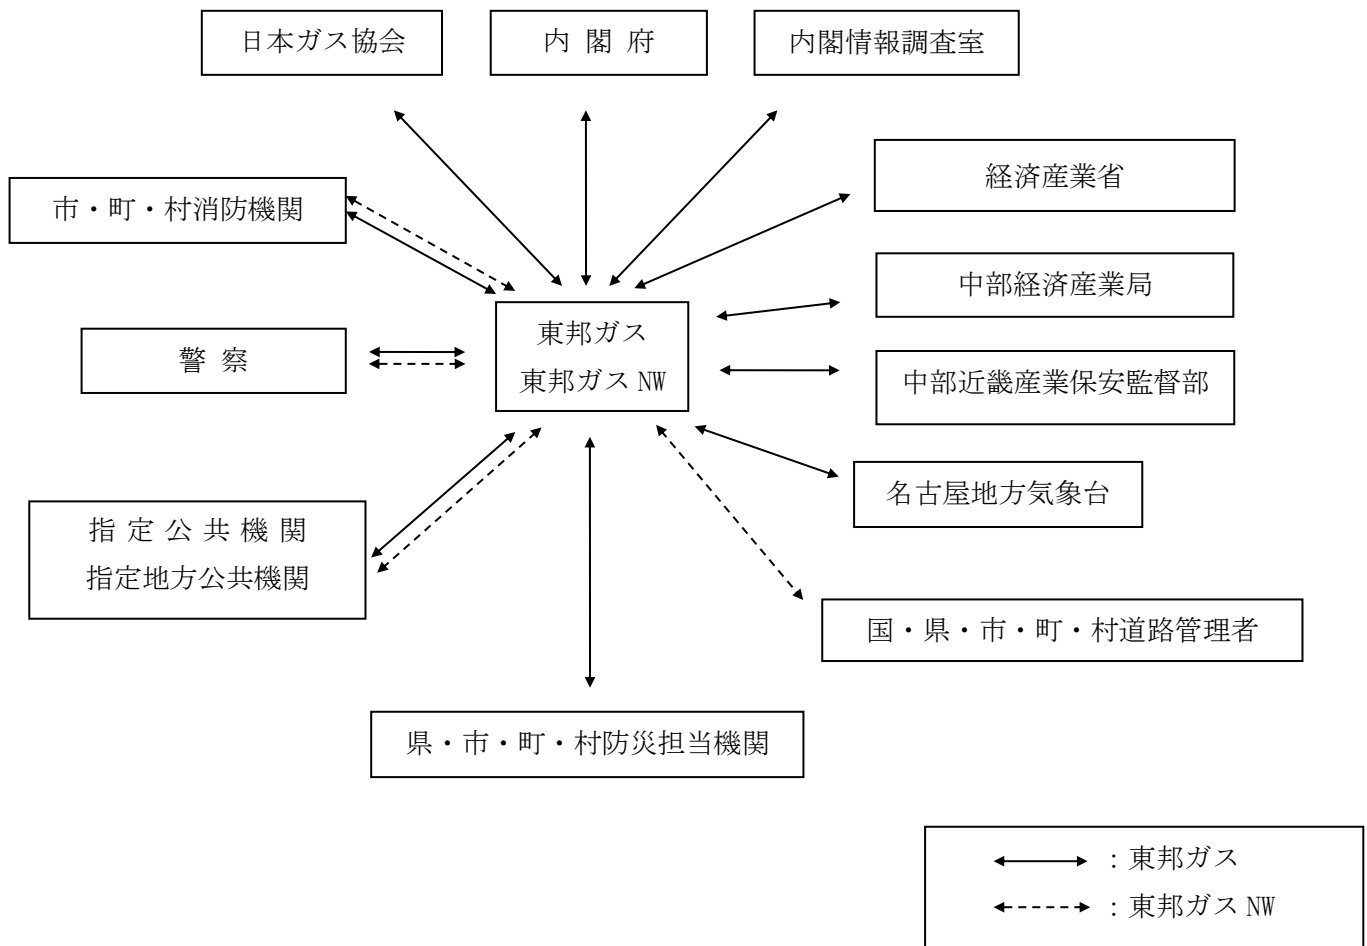 日本ガス協会
内 閣 府
内閣情報調査室
経済産業省
市・町・村消防機関
中部経済産業局
東邦ガス
東邦ガス NW
警 察
中部近畿産業保安監督部
名古屋地方気象台
指 定 公 共 機 関
指定地方公共機関
国・県・市・町・村道路管理者
県・市・町・村防災担当機関
：東邦ガス
：東邦ガス NW